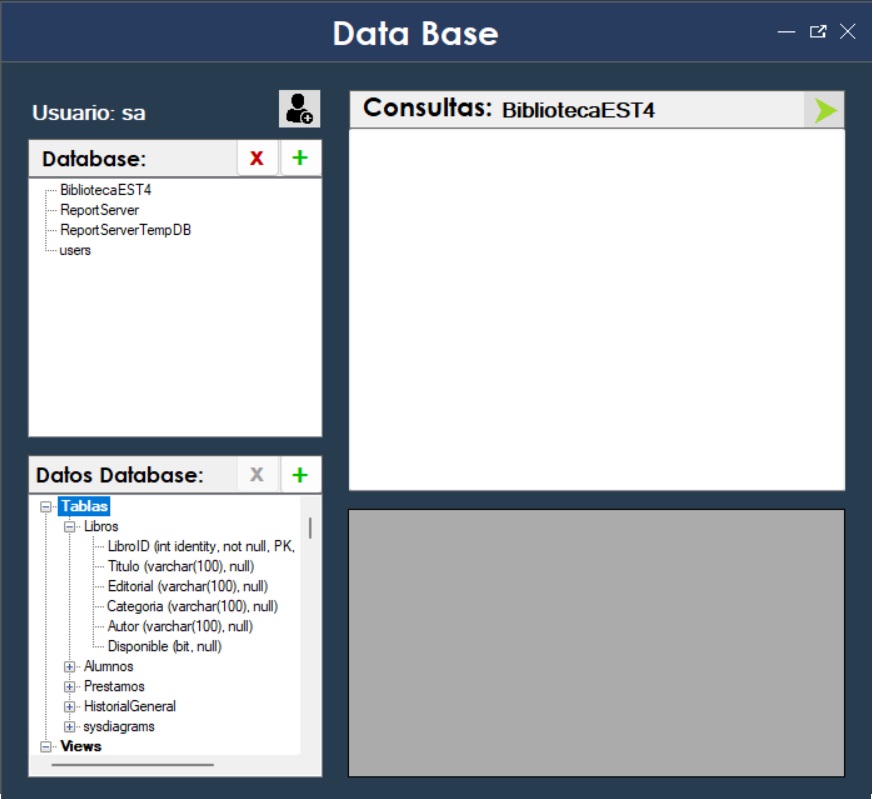 Data Base
Usuario: sa
Database:
X
+
BibliotecaEST4
ReportServer
ReportServerTempDB
users
Datos Database:
X
+
Tablas
Libros
LibroID (int identity, not null, PK,
Titulo (varchar(100), null)
Editorial (varchar(100), null)
Categoria (varchar(100), null)
Autor (varchar(100), null)
Disponible (bit, null)
Alumnos
Prestamos
HistorialGeneral
sysdiagrams
Views
Consultas: BibliotecaEST4